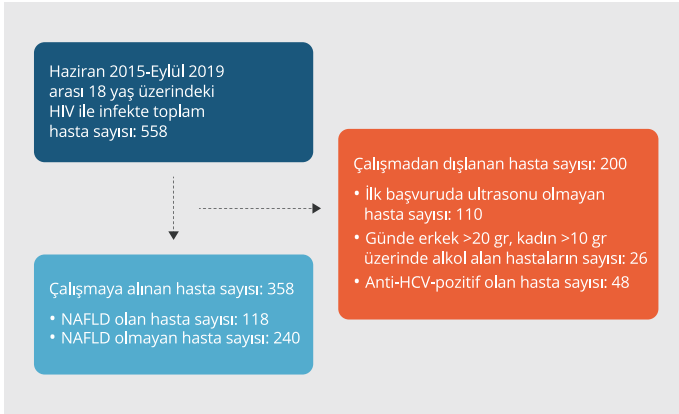 Haziran 2015-Eylül 2019
arası 18 yaş üzerindeki
HIV ile infekte toplam
hasta sayısı: 558
Çalışmadan dışlanan hasta sayısı: 200
• İlk başvuruda ultrasonu olmayan
hasta sayısı: 110
• Günde erkek >20 gr, kadın >10 gr
üzerinde alkol alan hastaların sayısı: 26
• Anti-HCV-pozitif olan hasta sayısı: 48
Çalışmaya alınan hasta sayısı: 358
• NAFLD olan hasta sayısı: 118
• NAFLD olmayan hasta sayısı: 240